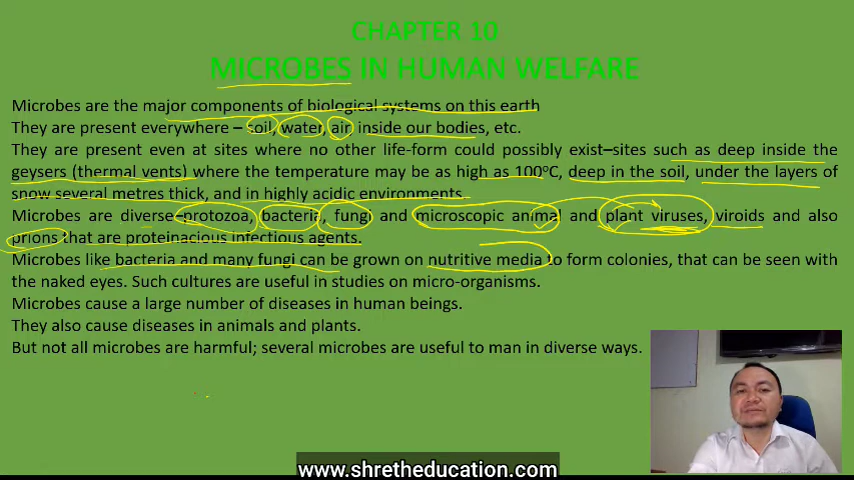 CHAPTER 10
MICROBES IN HUMAN WELFARE
Microbes are the major components of biological systems on this earth
They are present everywhere – soil, water, air, inside our bodies, etc.
They are present even at sites where no other life-form could possibly exist–sites such as deep inside the
geysers (thermal vents) where the temperature may be as high as 100ᵒC, deep in the soil, under the layers of
snow several metres thick, and in highly acidic environments.
Microbes are diverse–protozoa, bacteria, fungi and microscopic animal and plant viruses, viroids and also
prions that are proteinacious infectious agents.
Microbes like bacteria and many fungi can be grown on nutritive media to form colonies, that can be seen with
the naked eyes. Such cultures are useful in studies on micro-organisms.
Microbes cause a large number of diseases in human beings.
They also cause diseases in animals and plants.
But not all microbes are harmful; several microbes are useful to man in diverse ways.
www.shretheducation.com